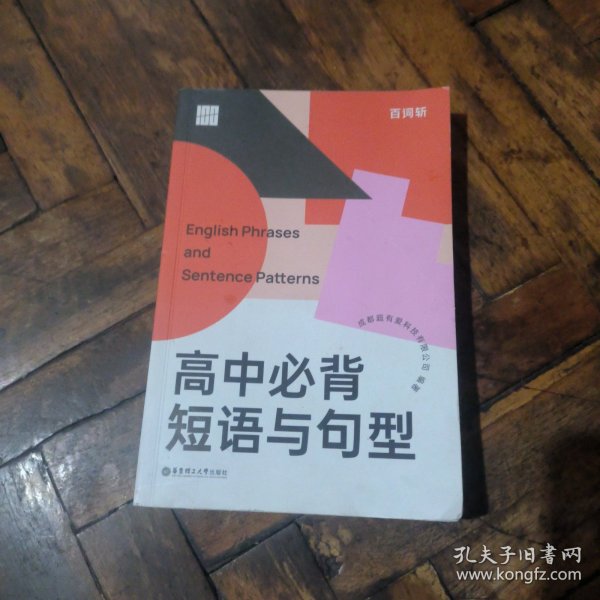 100
百词斩
English Phrases
and
Sentence Patterns
成都超有爱科技有限公司 编著
高中必背
短语与句型
华东理工大学出版社
孔夫子旧书网
www.kongfz.com